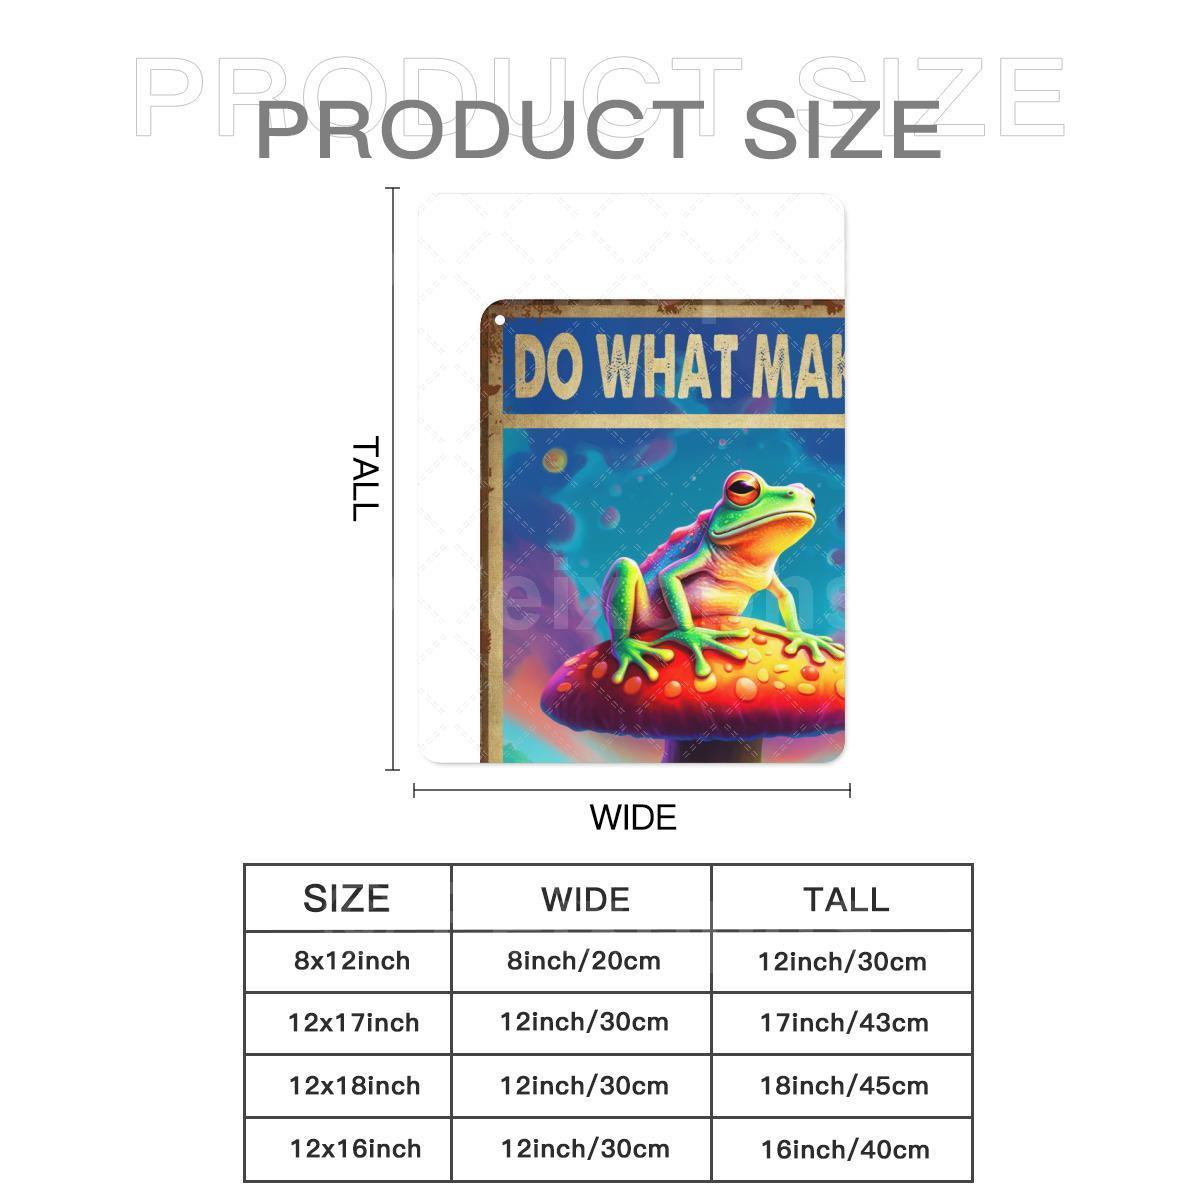 PRODUCT SIZE
PRODUCT SIZE
DO WHAT
TALL
WIDE
SIZE WIDE TALL
8x12inch 8inch/20cm 12inch/30cm
12x17inch 12inch/30cm 17inch/43cm
12x18inch 12inch/30cm 18inch/45cm
12x16inch 12inch/30cm 16inch/40cm